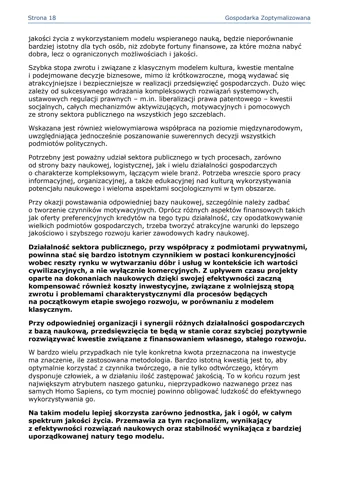 Strona 18 Gospodarka Zoptymalizowana
jakości życia z wykorzystaniem modelu wspieranego nauką, będzie nieporównanie
bardziej istotny dla tych osób, niż zdobyte fortuny finansowe, za które można nabyć
dobra, lecz o ograniczonych możliwościach i jakości.
Szybka stopa zwrotu i związane z klasycznym modelem kultura, kwestie mentalne
i podejmowane decyzje biznesowe, mimo iż krótkowzroczne, mogą wydawać się
atrakcyjniejsze i bezpieczniejsze w realizacji przedsięwzięć gospodarczych. Dużo więc
zależy od sukcesywnego wdrażania kompleksowych rozwiązań systemowych,
ustawowych regulacji prawnych – m.in. liberalizacji prawa patentowego – kwestii
socjalnych, całych mechanizmów aktywizujących, motywacyjnych i pomocowych
ze strony sektora publicznego na wszystkich jego szczeblach.
Wskazana jest również wielowymiarowa współpraca na poziomie międzynarodowym,
uwzględniająca jednocześnie poszanowanie suwerennych decyzji wszystkich
podmiotów politycznych.
Potrzebny jest poważny udział sektora publicznego w tych procesach, zarówno
od strony bazy naukowej, logistycznej, jak i wielu działalności gospodarczych
o charakterze kompleksowym, łączącym wiele branż. Potrzeba wreszcie sporo pracy
informacyjnej, organizacyjnej, a także edukacyjnej nad kulturą wykorzystywania
potencjału naukowego i wieloma aspektami socjologicznymi w tym obszarze.
Przy okazji powstawania odpowiedniej bazy naukowej, szczególnie należy zadbać
o tworzenie czynników motywacyjnych. Oprócz różnych aspektów finansowych takich
jak oferty preferencyjnych kredytów na tego typu działalność, czy opodatkowywanie
wielkich podmiotów gospodarczych, trzeba tworzyć atrakcyjne warunki do lepszego
jakościowo i szybszego rozwoju karier zawodowych kadry naukowej.
Działalność sektora publicznego, przy współpracy z podmiotami prywatnymi,
powinna stać się bardzo istotnym czynnikiem w postaci konkurencyjności
wobec reszty rynku w wytwarzaniu dóbr i usług w kontekście ich wartości
cywilizacyjnych, a nie wyłącznie komercyjnych. Z upływem czasu projekty
oparte na dokonaniach naukowych dzięki swojej efektywności zaczną
kompensować również koszty inwestycyjne, związane z wolniejszą stopą
zwrotu i problemami charakterystycznymi dla procesów będących
na początkowym etapie swojego rozwoju, w porównaniu z modelem
klasycznym.
Przy odpowiedniej organizacji i synergii różnych działalności gospodarczych
z bazą naukową, przedsięwzięcia te będą w stanie coraz szybciej pozytywnie
rozwiązywać kwestie związane z finansowaniem własnego, stałego rozwoju.
W bardzo wielu przypadkach nie tyle konkretna kwota przeznaczona na inwestycje
ma znaczenie, ile zastosowana metodologia. Bardzo istotną kwestią jest to, aby
optymalnie korzystać z czynnika twórczego, a nie tylko odtwórczego, którym
dysponuje człowiek, a w działaniu ilość zastępować jakością. To w końcu rozum jest
największym atrybutem naszego gatunku, nieprzypadkowo nazwanego przez nas
samych Homo Sapiens, co tym mocniej powinno obligować ludzkość do efektywnego
wykorzystywania go.
Na takim modelu lepiej skorzysta zarówno jednostka, jak i ogół, w całym
spektrum jakości życia. Przemawia za tym racjonalizm, wynikający
z efektywności rozwiązań naukowych oraz stabilność wynikająca z bardziej
uporządkowanej natury tego modelu.